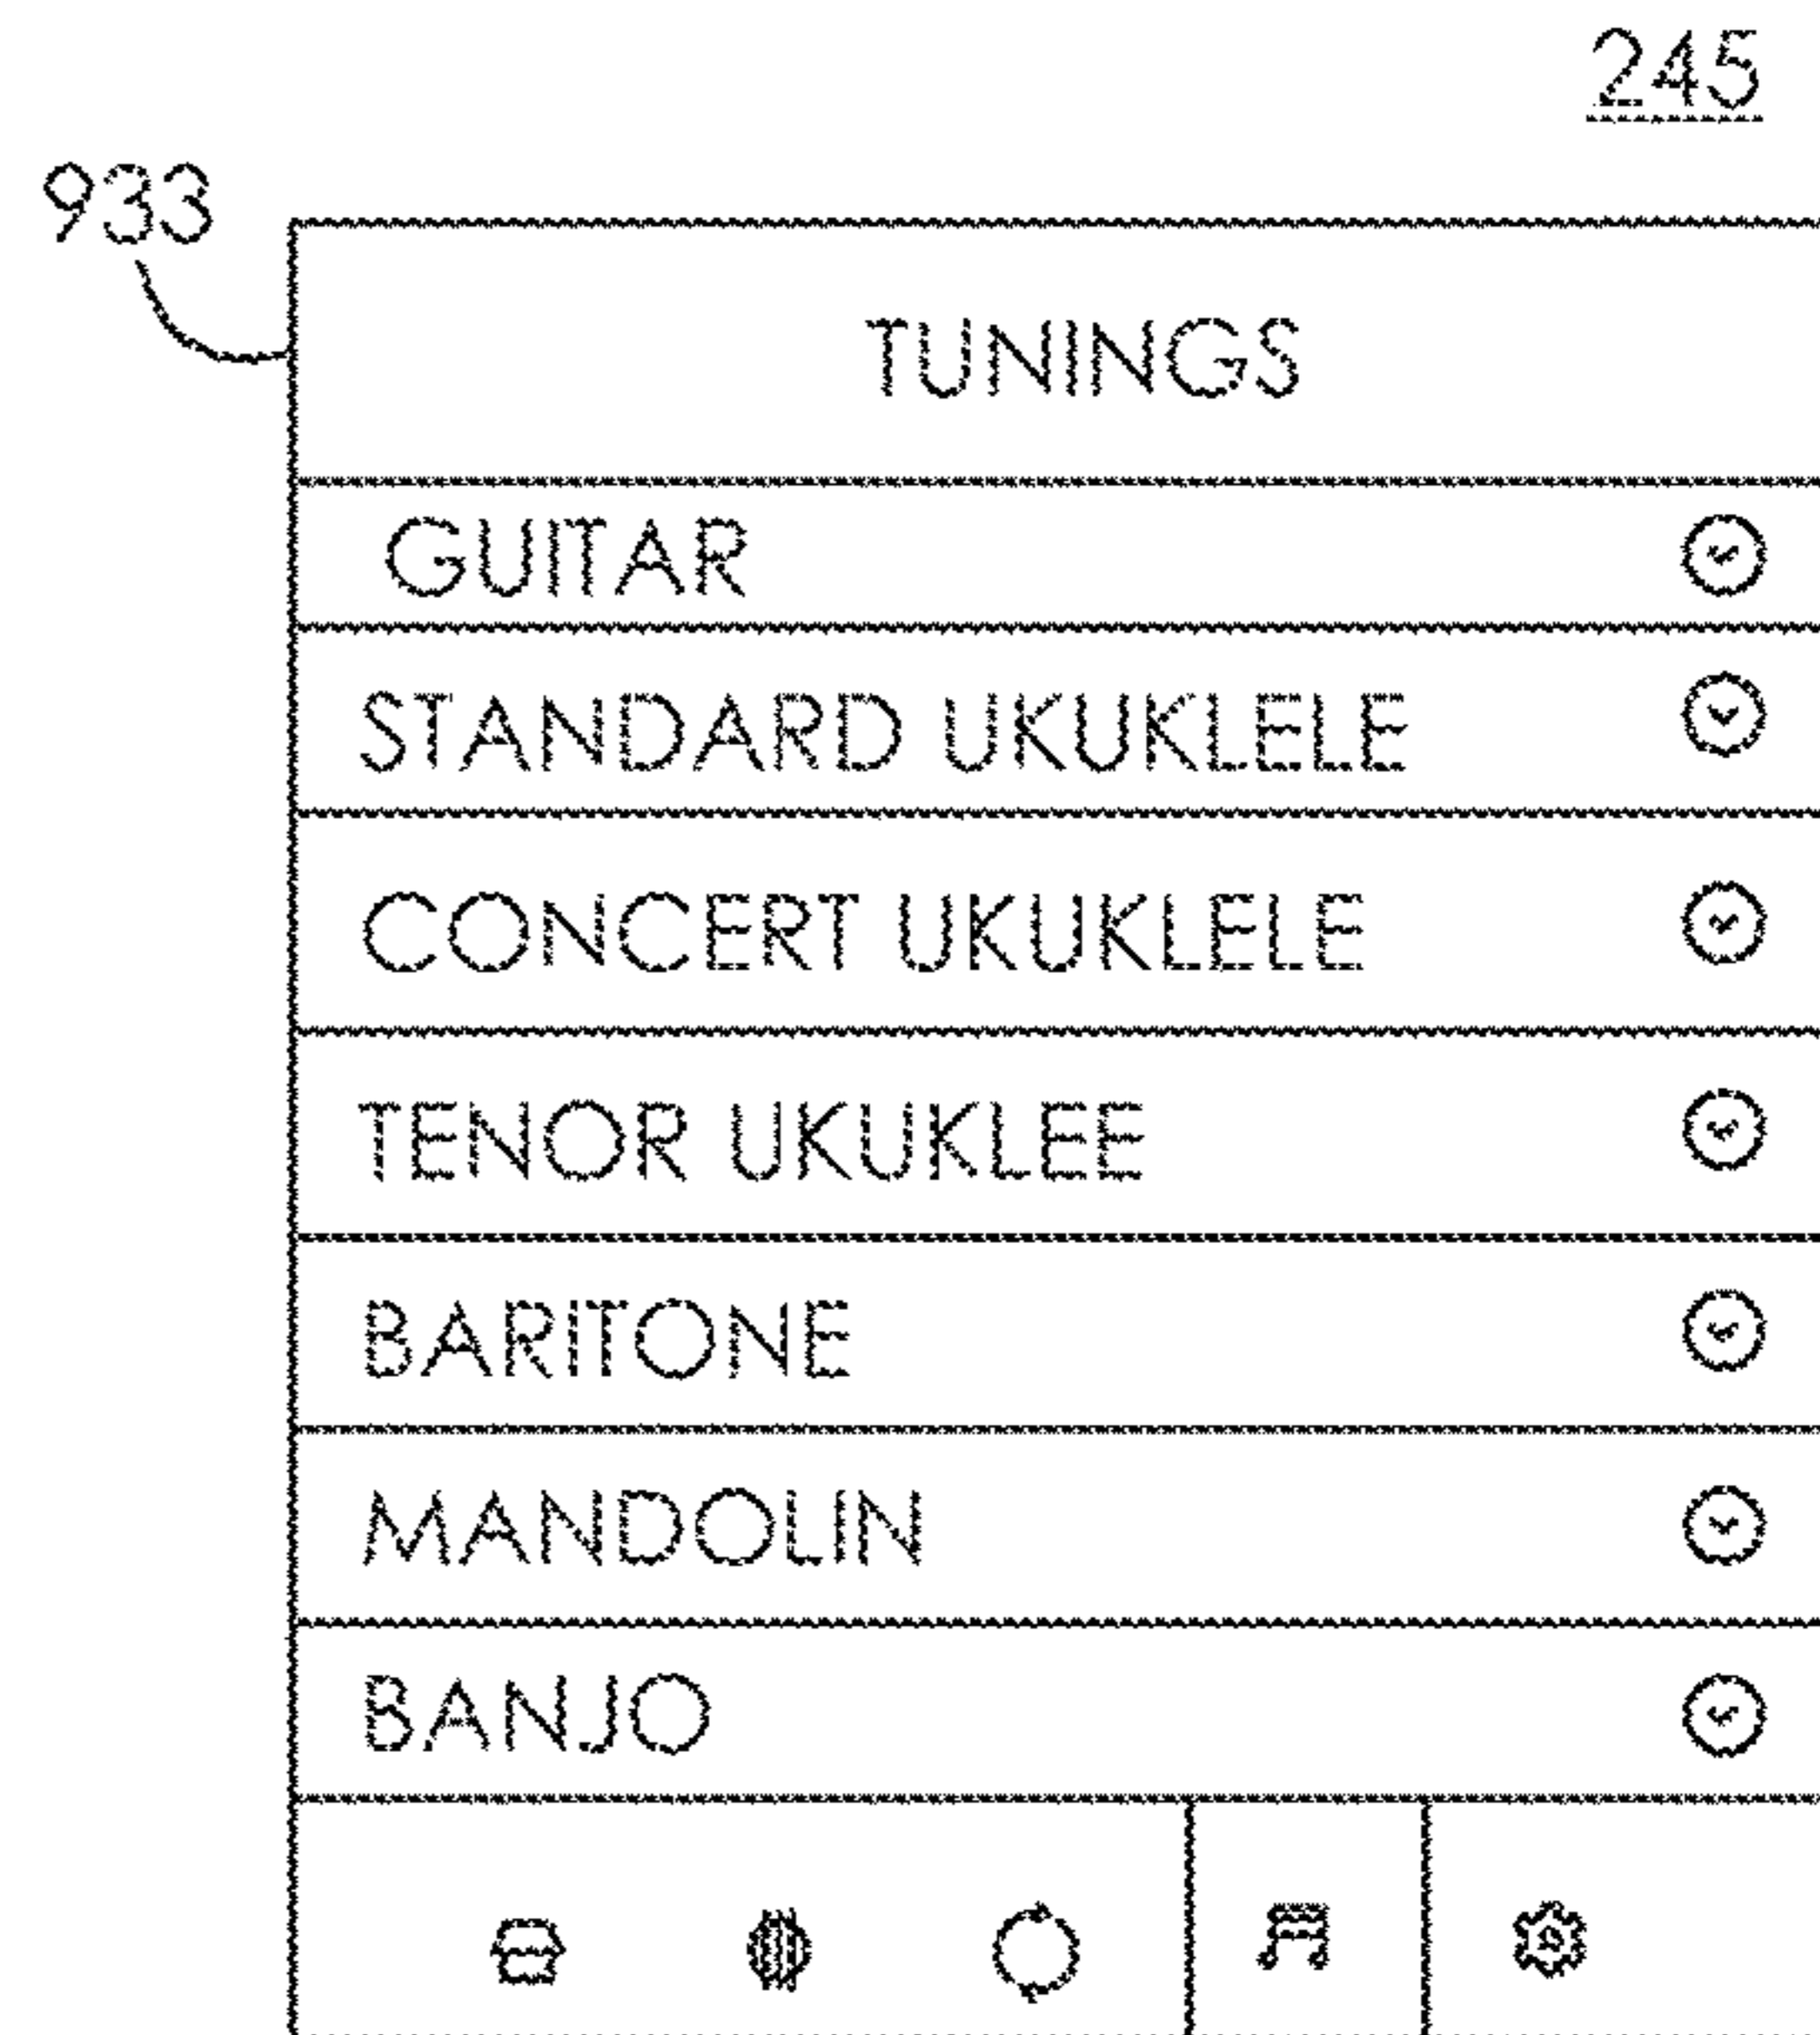 245
933
TUNINGS
GUITAR
STANDARD UKUKLELE
CONCERT UKUKLELE
TENOR UKUKLEE
BARITONE
MANDOLIN
BANJO